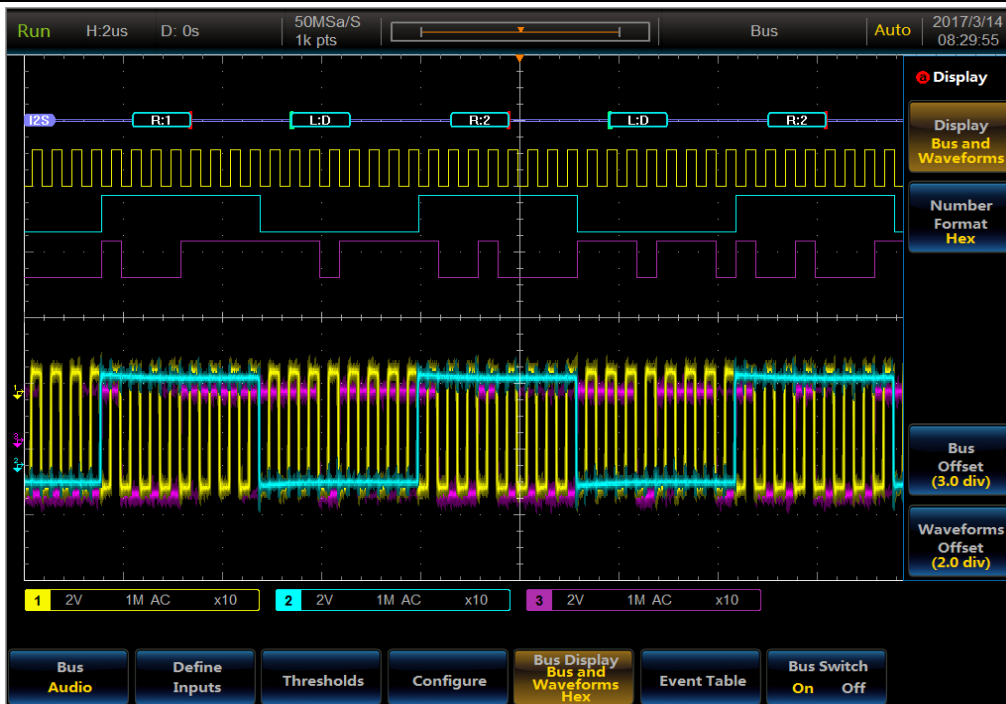 Run H:2us D: 0s 50MSa/S Bus Auto 2017/3/14
1k pts 08:29:55
a Display
I2S R:1 L:D R:2 L:D R:2
Display
Bus and
Waveforms
Number
Format
Hex
1
3
2
Bus
Offset
(3.0 div)
Waveforms
Offset
(2.0 div)
1 2V 1M AC x10 2 2V 1M AC x10 3 2V 1M AC x10
Bus
Audio
Define
Inputs
Thresholds
Configure
Bus Display
Bus and
Waveforms
Hex
Event Table
Bus Switch
On Off